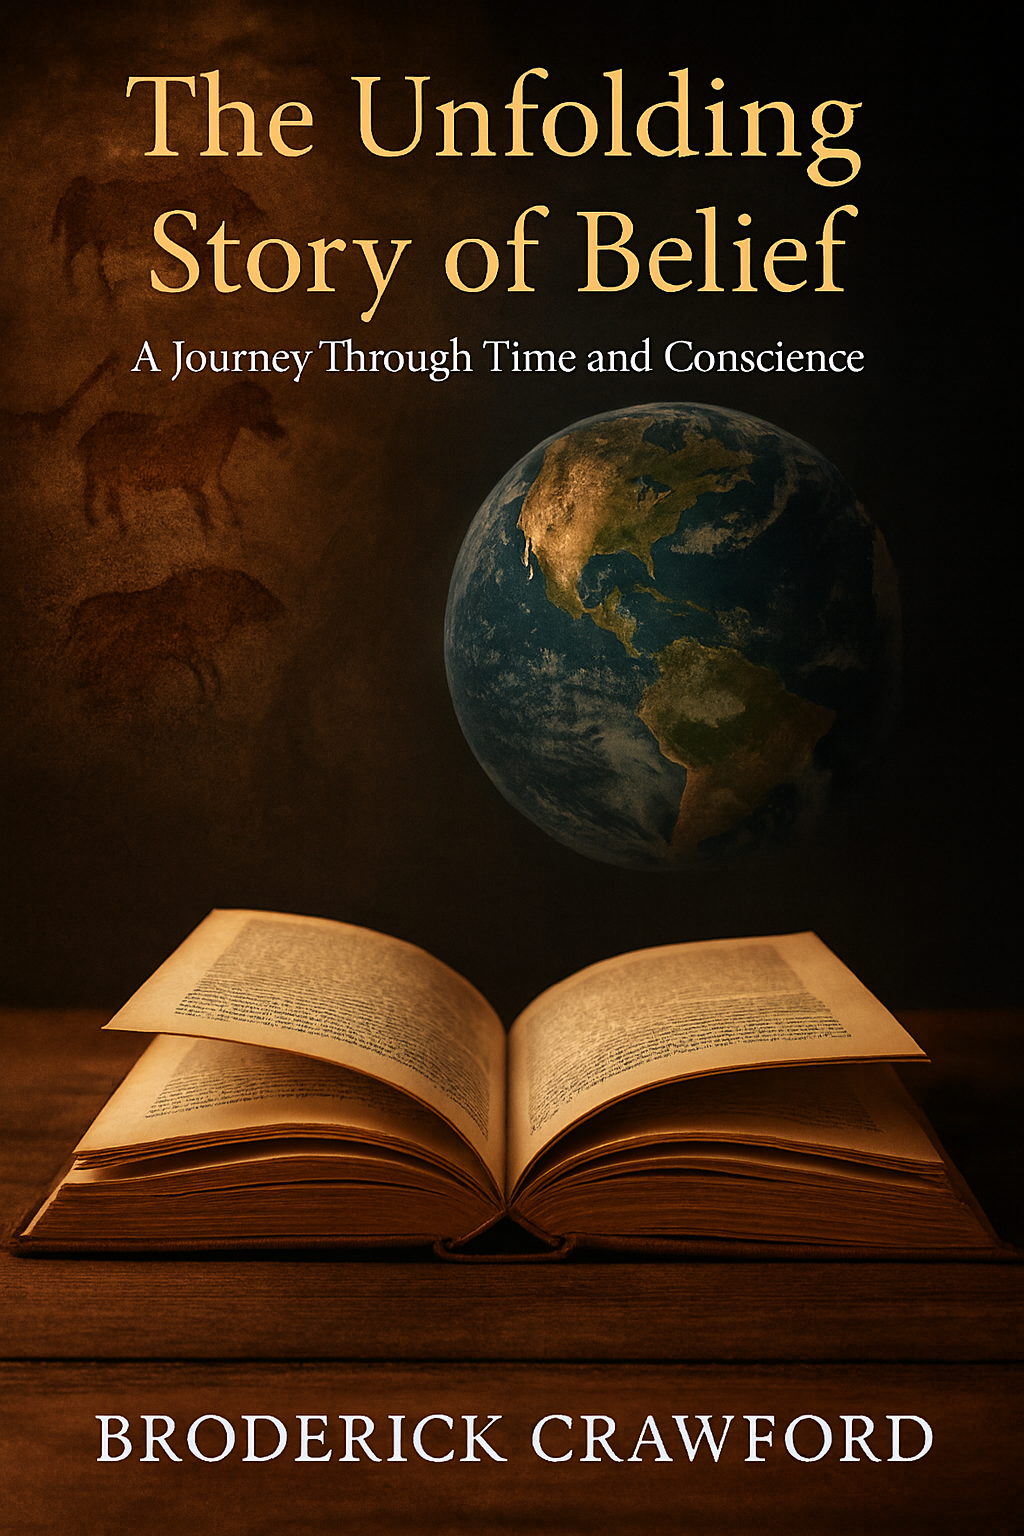 The Unfolding
Story of Belief
A Journey Through Time and Conscience
BRODERICK CRAWFORD